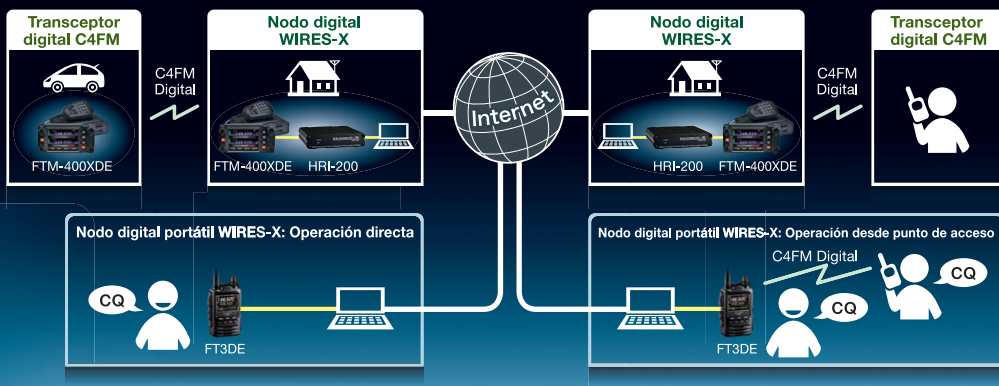 Transceptor
digital C4FM
FTM-400XDE
C4FM
Digital
Nodo digital
WIRES-X
FTM-400XDE HRI-200
Internet
Nodo digital
WIRES-X
HRI-200 FTM-400XDE
C4FM
Digital
Transceptor
digital C4FM
Nodo digital portátil WIRES-X: Operación directa
CQ
FT3DE
Nodo digital portátil WIRES-X: Operación desde punto de acceso
C4FM Digital
CQ
CQ
FT3DE